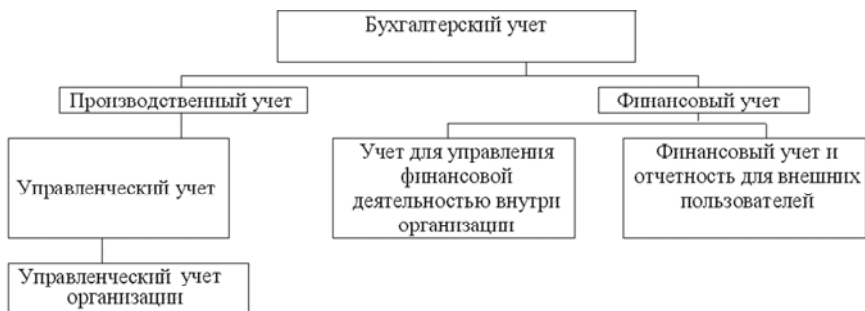 Бухгалтерский учет
Производственный учет
Финансовый учет
Управленческий учет
Учет для управления
финансовой
деятельностью внутри
организации
Финансовый учет и
отчетность для внешних
пользователей
Управленческий учет
организации